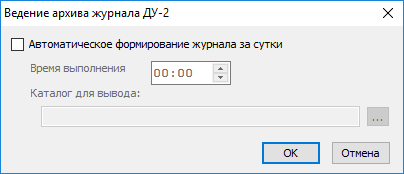 Ведение архива журнала ДУ-2
Автоматическое формирование журнала за сутки
Время выполнения
00:00
Каталог для вывода:
...
OK
Отмена